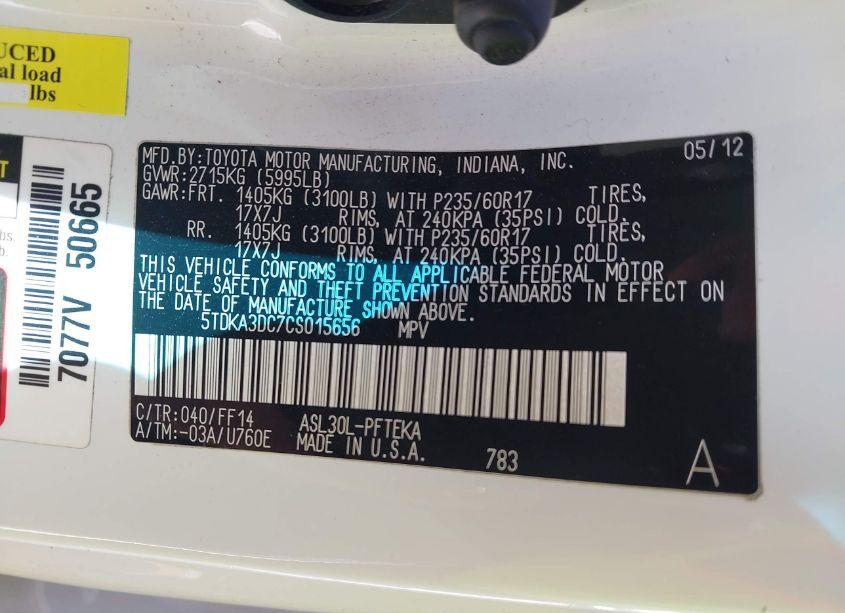 UCED
al load
lbs
T
bs.
b.
7077V 50665
MFD.BY:TOYOTA MOTOR MANUFACTURING, INDIANA, INC. 05/12
GVWR:2715KG (5995LB)
GAWR:FRT. 1405KG (3100LB) WITH P235/60R17 TIRES,
17X7J RIMS, AT 240KPA (35PSI) COLD.
RR. 1405KG (3100LB) WITH P235/60R17 TIRES,
17X7J RIMS, AT 240KPA (35PSI) COLD.
THIS VEHICLE CONFORMS TO ALL APPLICABLE FEDERAL MOTOR
VEHICLE SAFETY AND THEFT PREVENTION STANDARDS IN EFFECT ON
THE DATE OF MANUFACTURE SHOWN ABOVE.
5TDKA3DC7CS015656 MPV
C/TR:040/FF14 ASL30L-PFTEKA
A/TM:-03A/U760E MADE IN U.S.A. 783
A